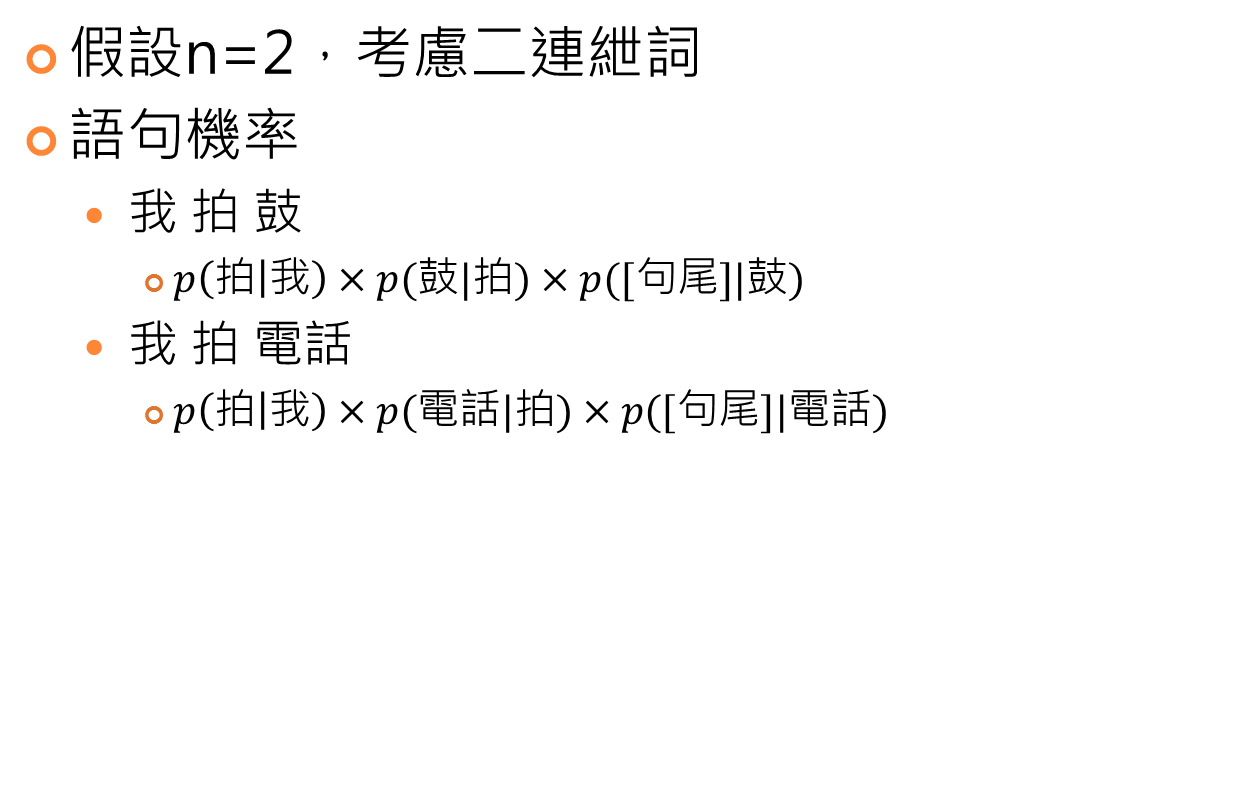 假設n=2，考慮二連紲詞
語句機率
我 拍 鼓
p(拍|我) × p(鼓|拍) × p([句尾]|鼓)
我 拍 電話
p(拍|我) × p(電話|拍) × p([句尾]|電話)